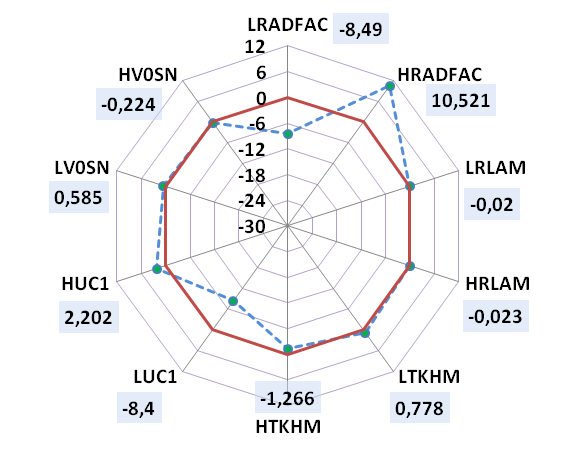 LRADFAC
-8,49
12
6
0
-6
-12
-18
-24
-30
HRADFAC
10,521
LRLAM
-0,02
HRLAM
-0,023
LTKHM
0,778
-1,266
HTKHM
LUC1
-8,4
HUC1
2,202
LV0SN
0,585
HV0SN
-0,224